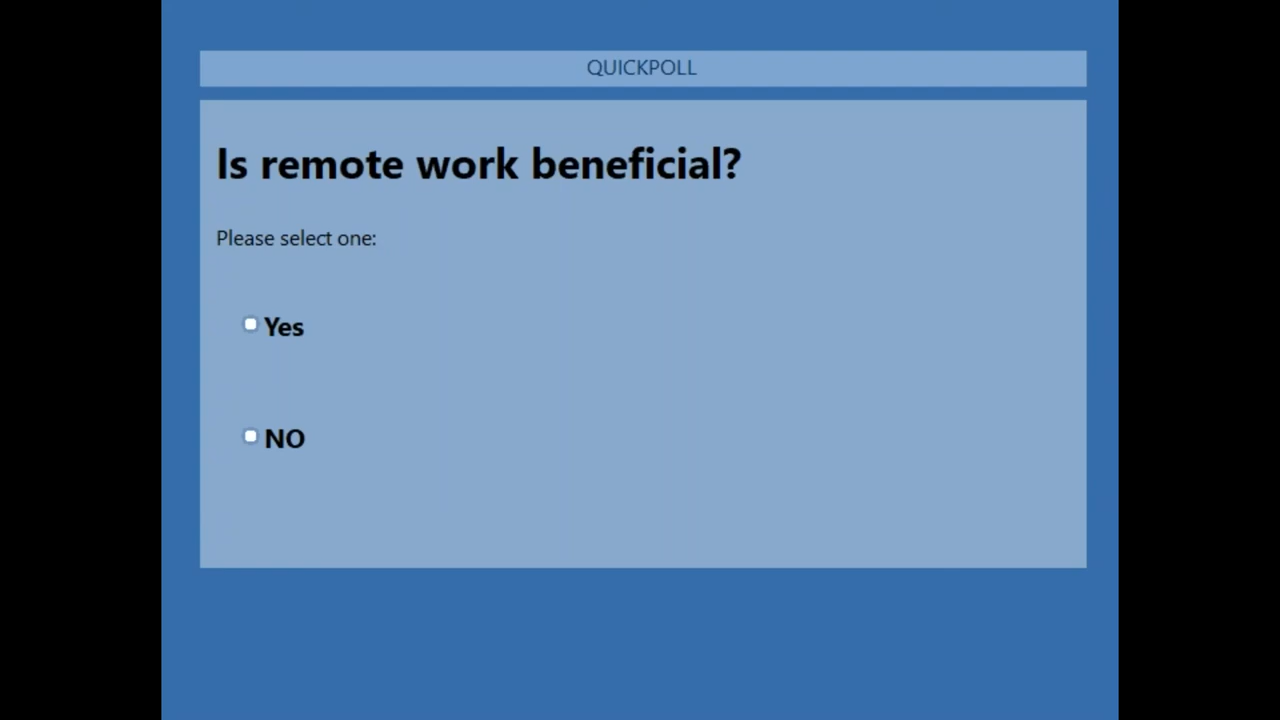 QUICKPOLL
Is remote work beneficial?
Please select one:
Yes
NO